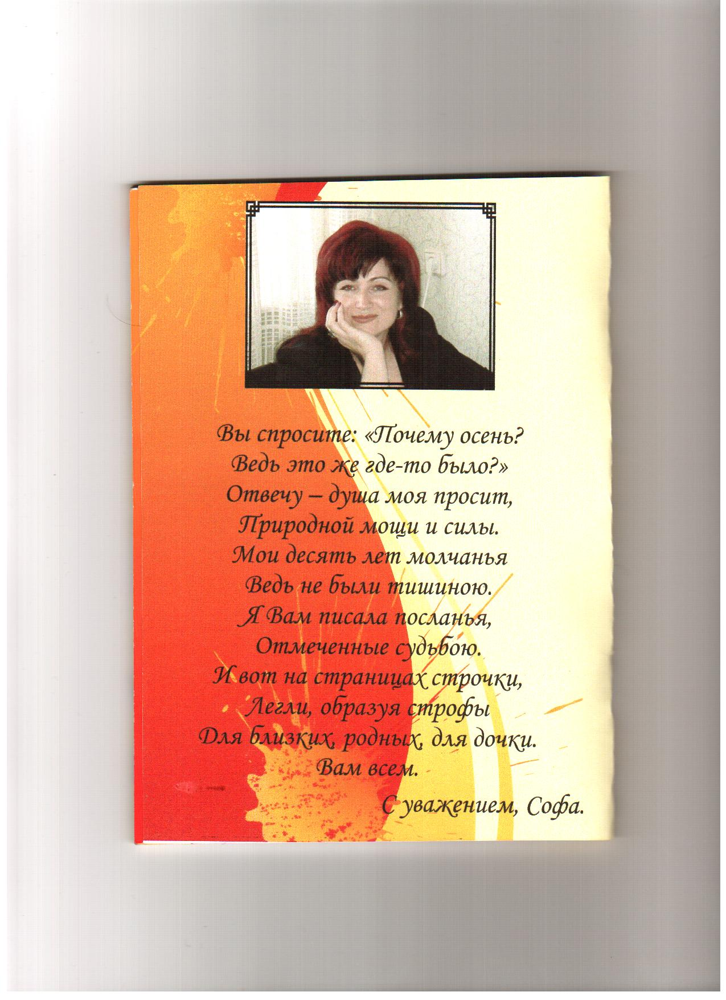 Вы спросите: «Почему осень?
Ведь это же где-то было?»
Отвечу – душа моя просит,
Природной мощи и силы.
Мои десять лет молчанья
Ведь не были тишиною.
Я Вам писала посланья,
Отмеченные судьбою.
И вот на страницах строчки,
Легли, образуя строфы
Для близких, родных, для дочки.
Вам всем.
С уважением, Софа.